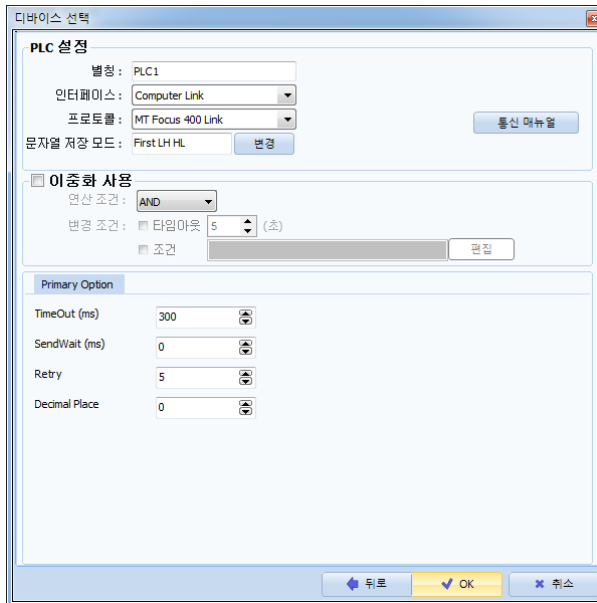 디바이스 선택
PLC 설정
별칭 : PLC1
인터페이스 : Computer Link
프로토콜 : MT Focus 400 Link 통신 매뉴얼
문자열 저장 모드 : First LH HL 변경
이중화 사용
연산 조건 : AND
변경 조건 : 타임아웃 5 (초)
조건 편집
Primary Option
TimeOut (ms) 300
SendWait (ms) 0
Retry 5
Decimal Place 0
뒤로 OK 취소